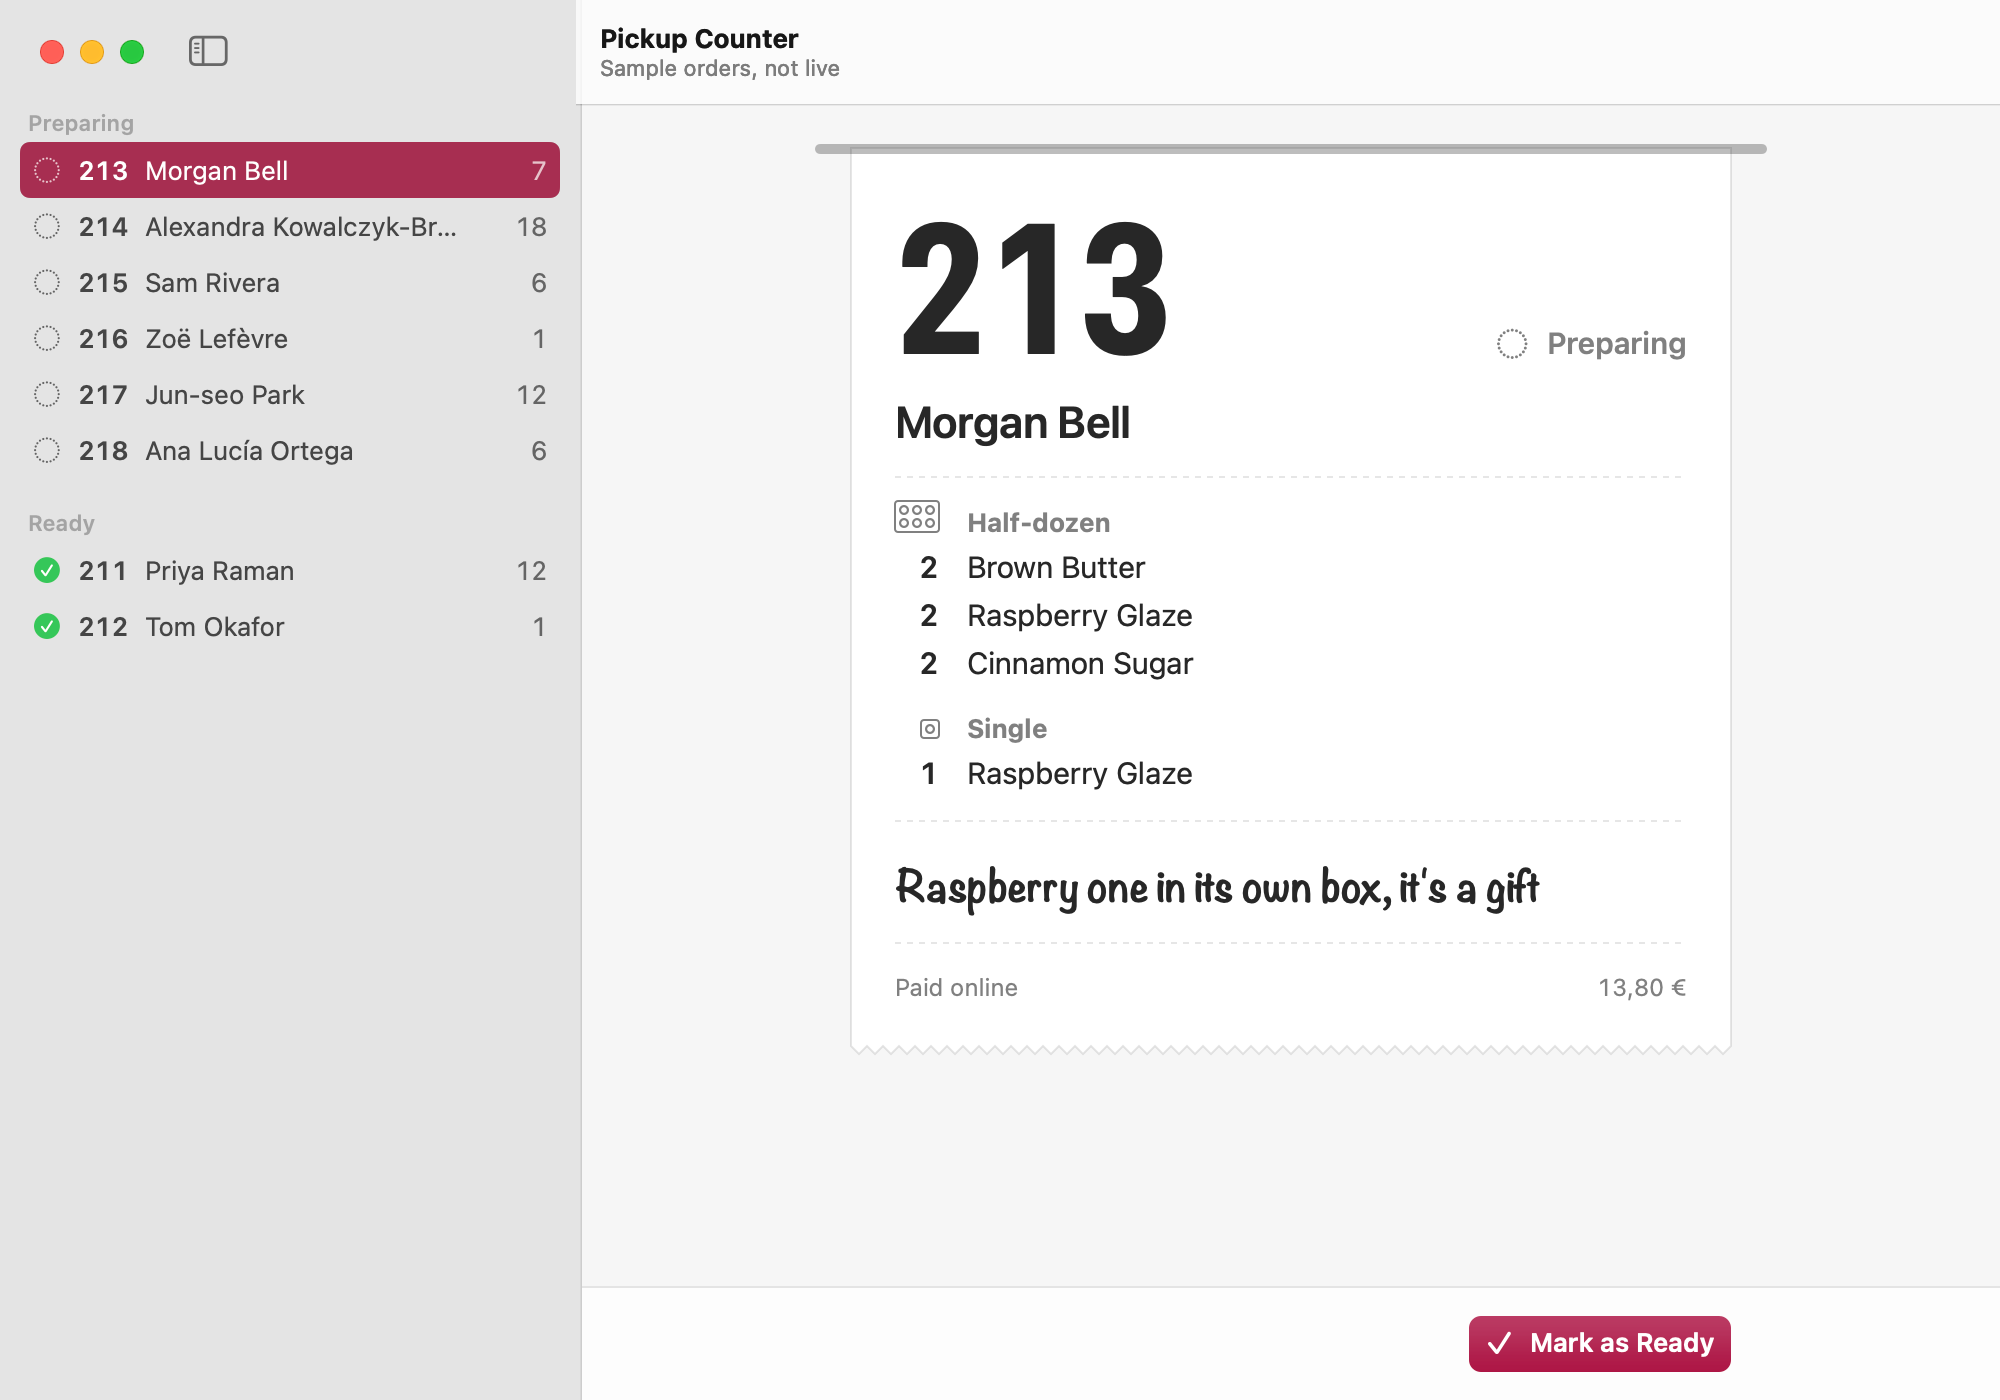 Preparing
213 Morgan Bell 7
214 Alexandra Kowalczyk-Br... 18
215 Sam Rivera 6
216 Zoë Lefèvre 1
217 Jun-seo Park 12
218 Ana Lucía Ortega 6
Ready
211 Priya Raman 12
212 Tom Okafor 1
Pickup Counter
Sample orders, not live
213
Preparing
Morgan Bell
Half-dozen
2 Brown Butter
2 Raspberry Glaze
2 Cinnamon Sugar
Single
1 Raspberry Glaze
Raspberry one in its own box, it's a gift
Paid online 13,80 €
Mark as Ready